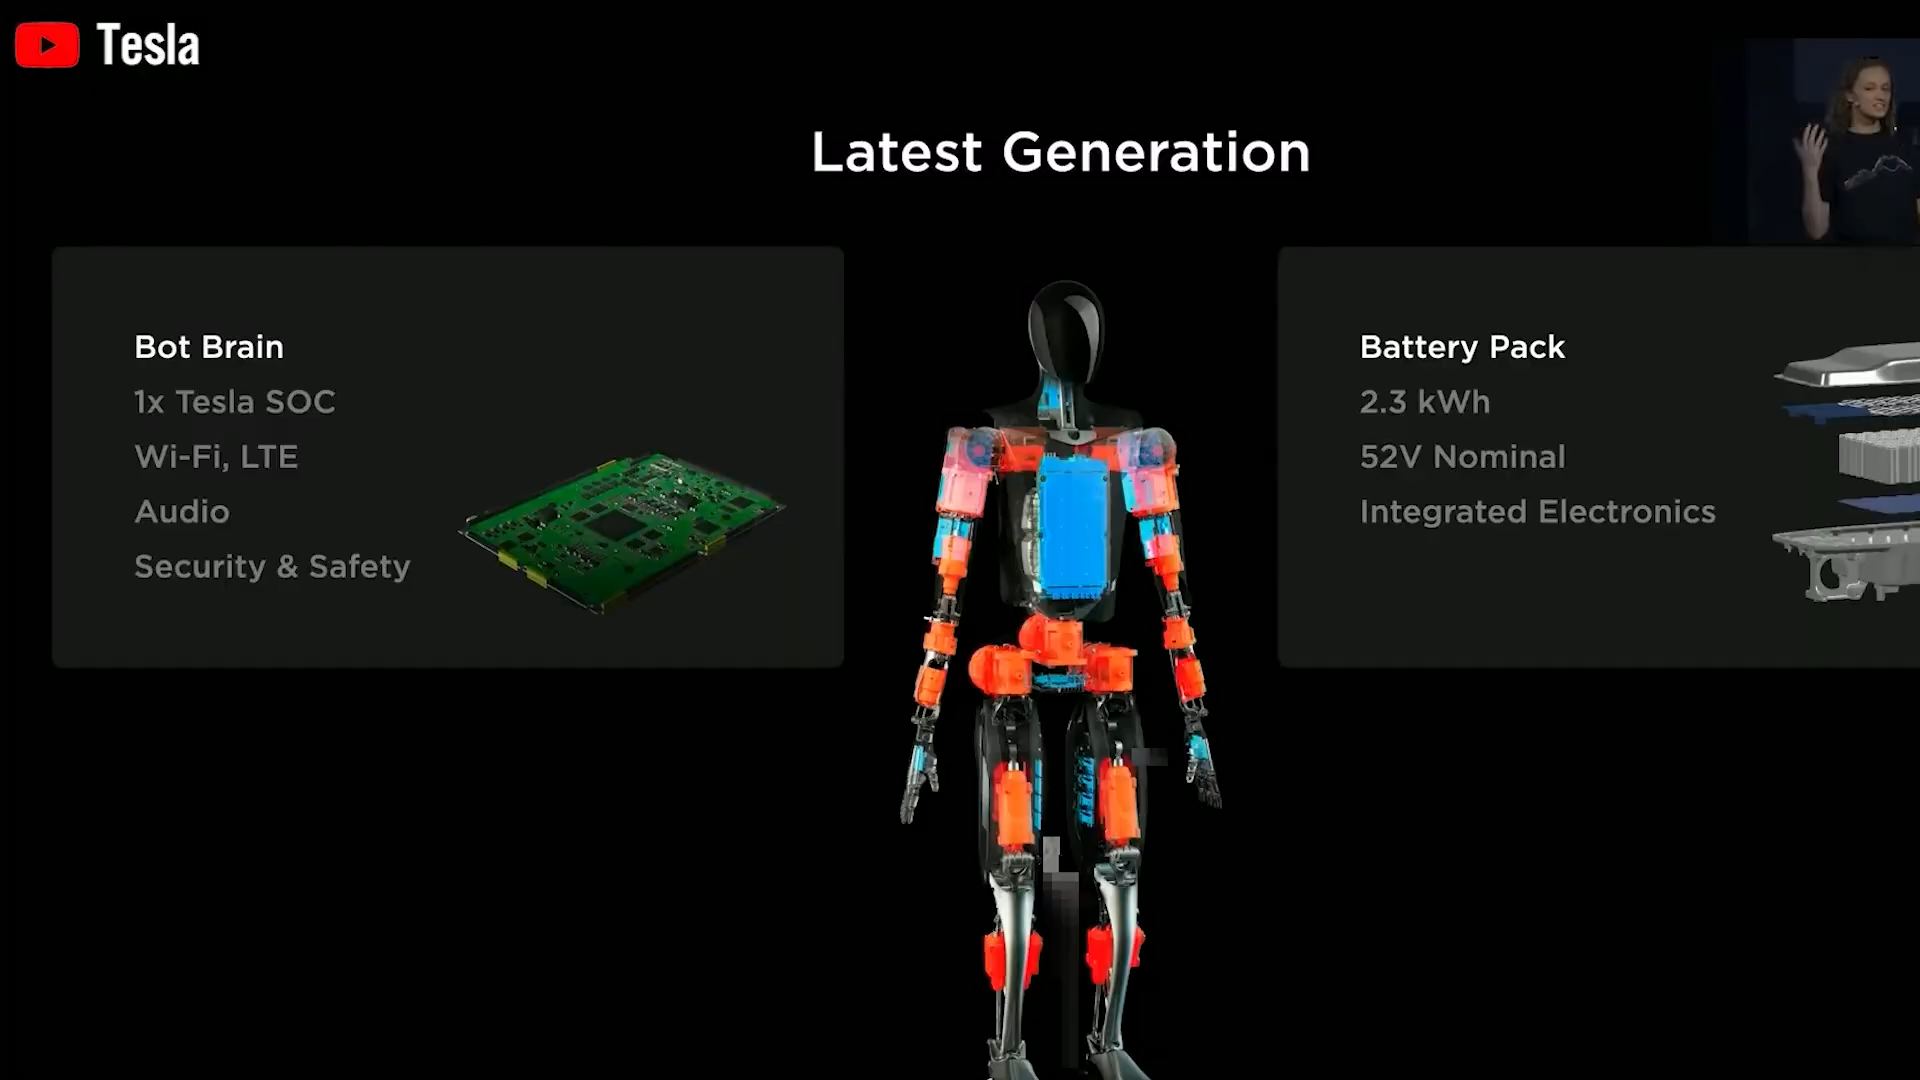 Tesla
Latest Generation
Bot Brain
1x Tesla SOC
Wi-Fi, LTE
Audio
Security & Safety
Battery Pack
2.3 kWh
52V Nominal
Integrated Electronics